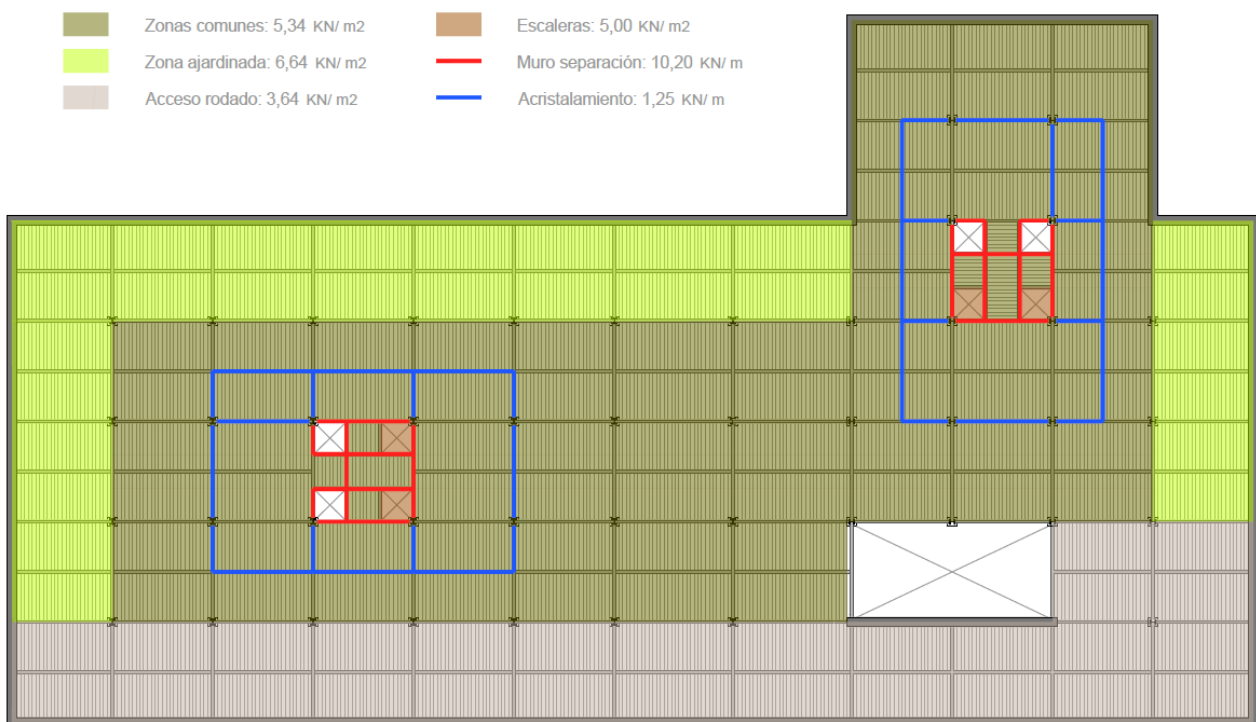 Zonas comunes: 5,34 KN/ m2
Escaleras: 5,00 KN/ m2
Zona ajardinada: 6,64 KN/ m2
Muro separación: 10,20 KN/ m
Acceso rodado: 3,64 KN/ m2
Acristalamiento: 1,25 KN/ m